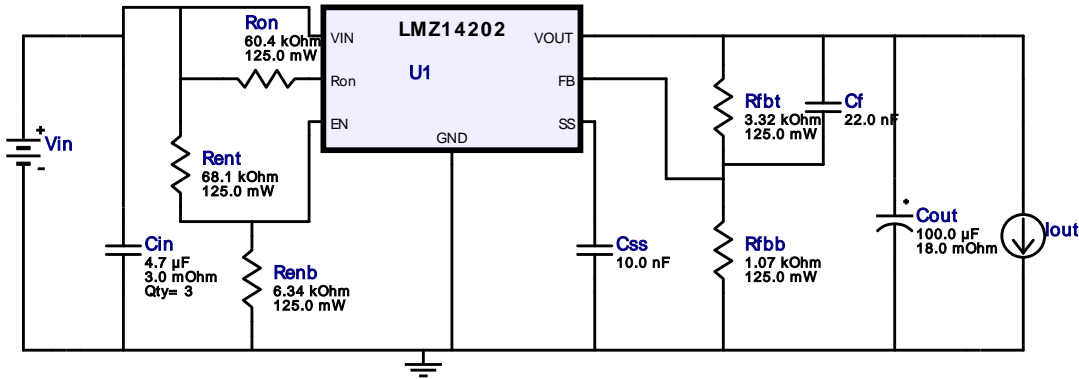 Ron
60.4 kOhm
125.0 mW
LMZ14202
VIN
VOUT
U1
Ron
FB
EN
SS
GND
+
Vin
-
Rent
68.1 kOhm
125.0 mW
Rfbt
3.32 kOhm
125.0 mW
Cf
22.0 nF
Cin
4.7 µF
3.0 mOhm
Qty= 3
Renb
6.34 kOhm
125.0 mW
Css
10.0 nF
Rfbb
1.07 kOhm
125.0 mW
+
Cout
100.0 µF
18.0 mOhm
Iout